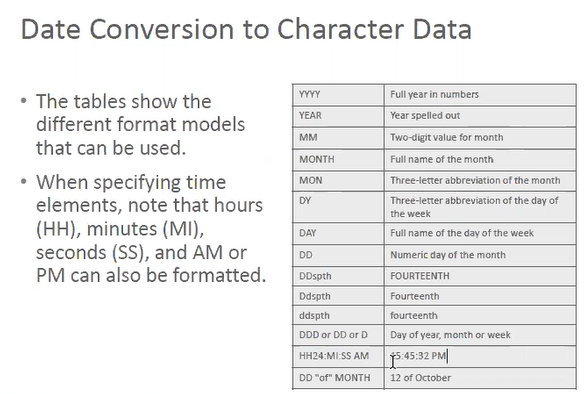 Date Conversion to Character Data
• The tables show the
different format models
that can be used.
• When specifying time
elements, note that hours
(HH), minutes (MI),
seconds (SS), and AM or
PM can also be formatted.
YYYY Full year in numbers
YEAR Year spelled out
MM Two-digit value for month
MONTH Full name of the month
MON Three-letter abbreviation of the month
DY Three-letter abbreviation of the day of
the week
DAY Full name of the day of the week
DD Numeric day of the month
DDspth FOURTEENTH
Ddspth Fourteenth
ddspth fourteenth
DDD or DD or D Day of year, month or week
HH24:MI:SS AM 15:45:32 PM
DD "of" MONTH 12 of October